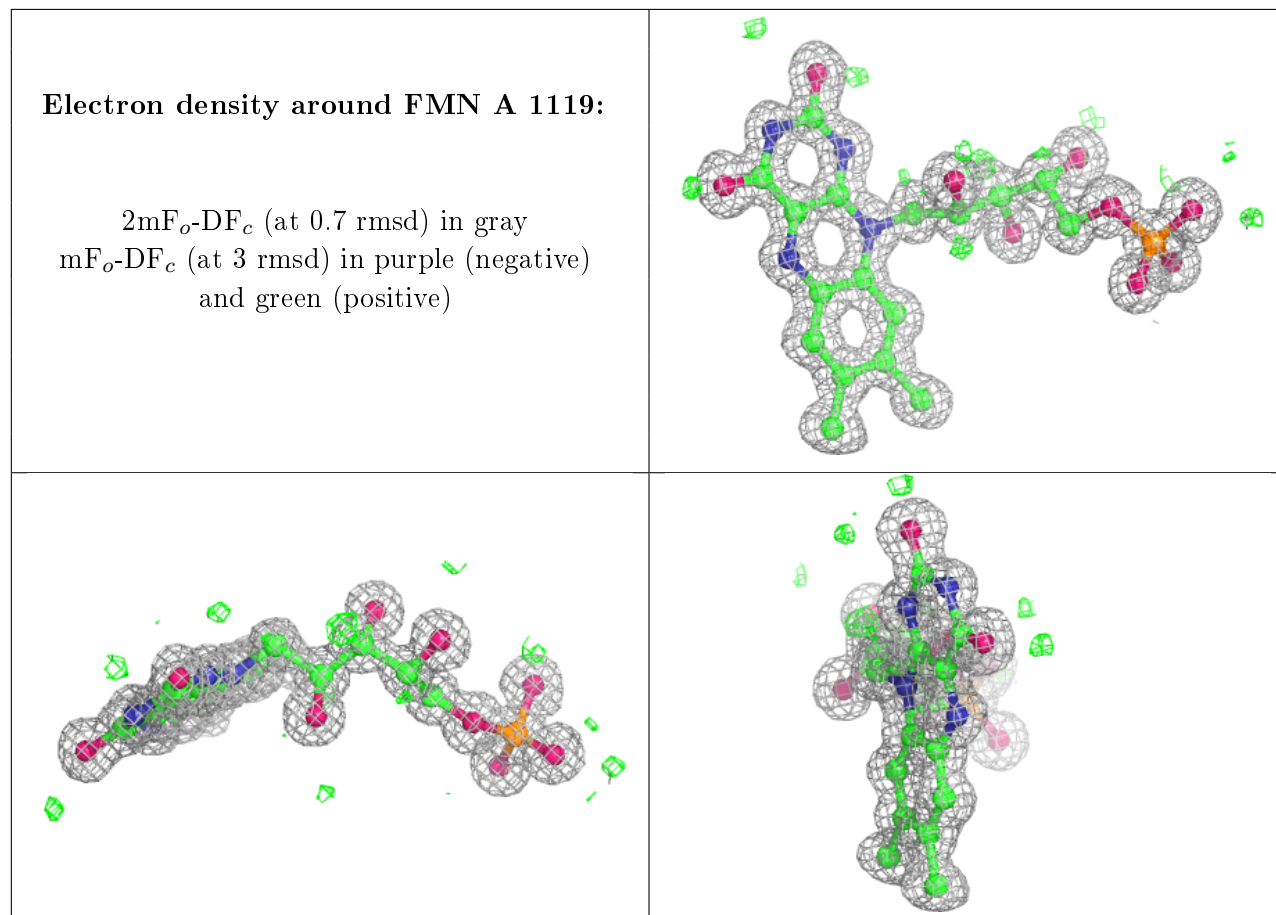 Electron density around FMN A 1119:
2mFo-DFc (at 0.7 rmsd) in gray
mFo-DFc (at 3 rmsd) in purple (negative)
and green (positive)